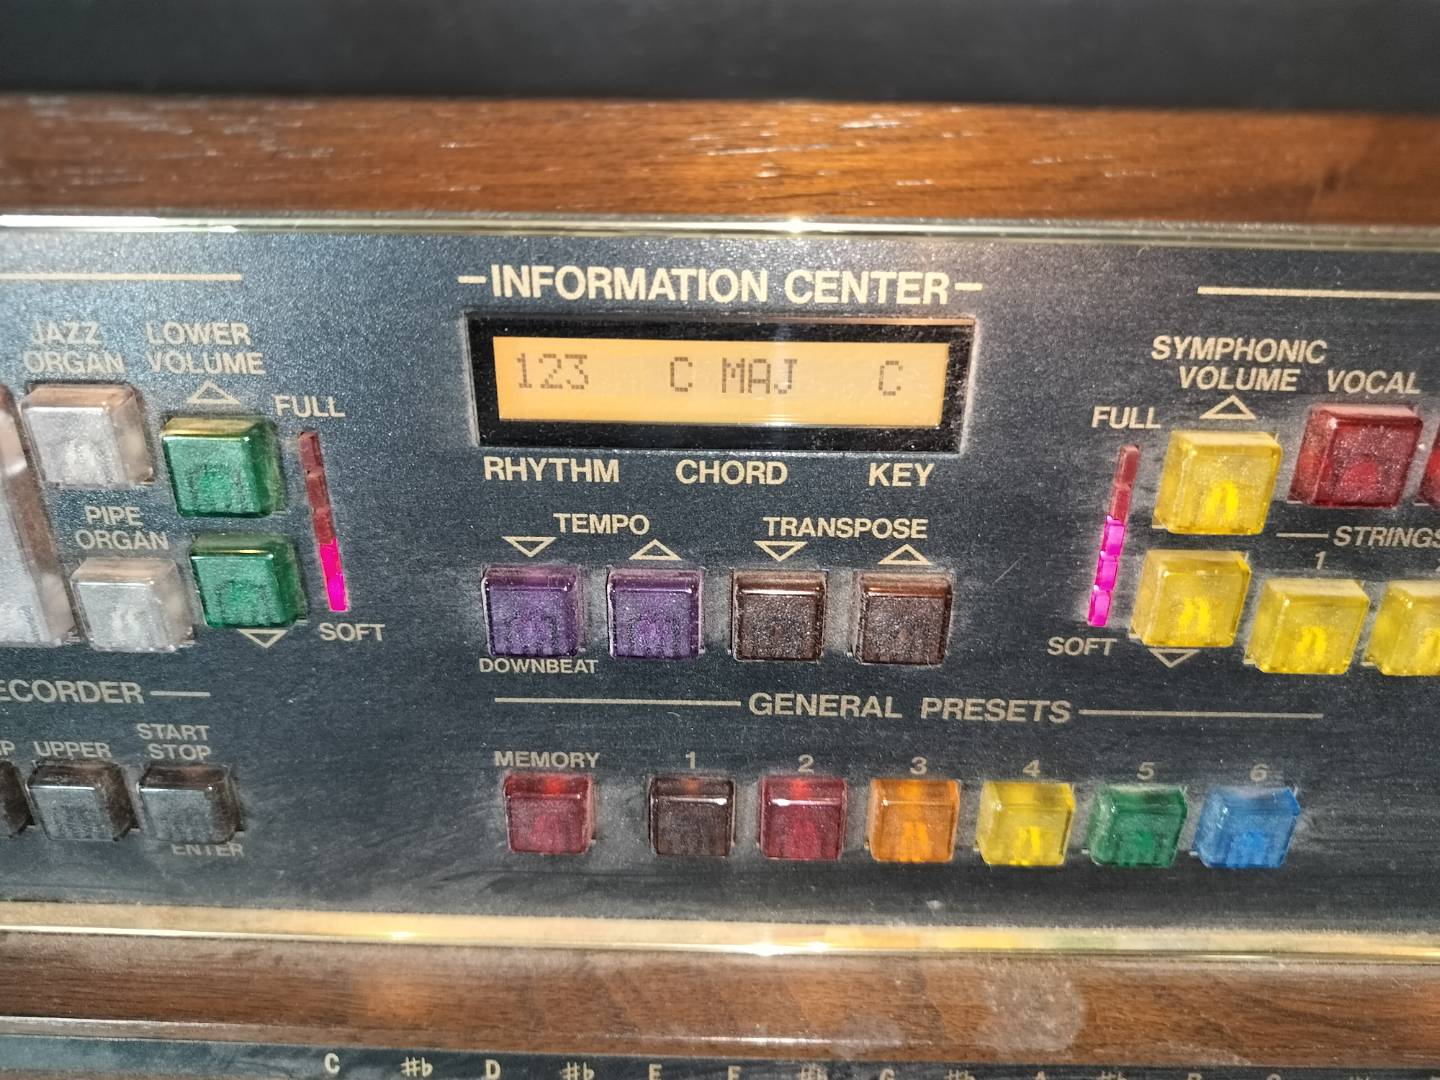 INFORMATION CENTER
123 C MAJ C
RHYTHM CHORD KEY
TEMPO TRANSPOSE
DOWNBEAT
JAZZ ORGAN
LOWER VOLUME
FULL
PIPE ORGAN
SOFT
SYMPHONIC VOLUME
VOCAL
FULL
STRINGS
1
SOFT
ECORDER
UPPER
START STOP
ENTER
GENERAL PRESETS
MEMORY 1 2 3 4 5 6
C #b D #b E F #b G #b A #b